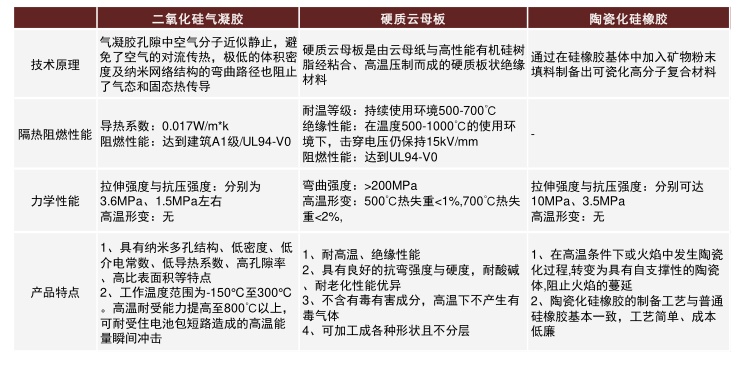 二氧化硅气凝胶
硬质云母板
陶瓷化硅橡胶
技术原理
气凝胶孔隙中空气分子近似静止，避
免了空气的对流传热，极低的体积密
度及纳米网络结构的弯曲路径也阻止
了气态和固态热传导
硬质云母板是由云母纸与高性能有机硅树
脂经粘合、高温压制而成的硬质板状绝缘
材料
通过在硅橡胶基体中加入矿物粉末
填料制备出可瓷化高分子复合材料
隔热阻燃性能
导热系数：0.017W/m*k
阻燃性能：达到建筑A1级/UL94-V0
耐温等级：持续使用环境500-700℃
绝缘性能：在温度500-1000℃的使用环
境下，击穿电压仍保持15kV/mm
阻燃性能：达到UL94-V0
-
力学性能
拉伸强度与抗压强度：分别为
3.6MPa、1.5MPa左右
高温形变：无
弯曲强度：>200MPa
高温形变：500℃热失重<1%,700℃热失
重<2%,
拉伸强度与抗压强度：分别可达
10MPa、3.5MPa
高温形变：无
产品特点
1、具有纳米多孔结构、低密度、低
介电常数、低导热系数、高孔隙率
、高比表面积等特点
2、工作温度范围为-150℃至300℃
。高温耐受能力提高至800℃以上，
可耐受住电池包短路造成的高温能
量瞬间冲击
1、耐高温、绝缘性能
2、具有良好的抗弯强度与硬度，耐酸碱
、耐老化性能优异
3、不含有毒有害成分，高温下不产生有
毒气体
4、可加工成各种形状且不分层
1、在高温条件下或火焰中发生陶瓷
化过程,转变为具有自支撑性的陶瓷
体,阻止火焰的蔓延
2、陶瓷化硅橡胶的制备工艺与普通
硅橡胶基本一致，工艺简单、成本
低廉